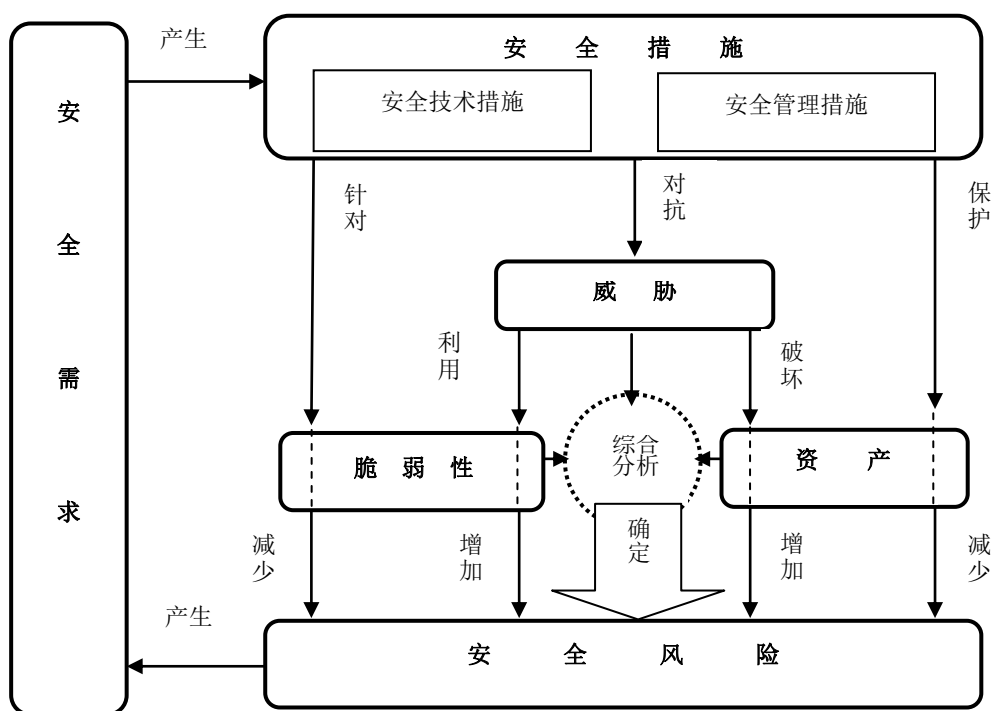 产生
安全措施
安全技术措施
安全管理措施
安全需求
针对
对抗
保护
威胁
利用
破坏
综合
分析
脆弱性
资产
确定
减少
增加
增加
减少
产生
安全风险